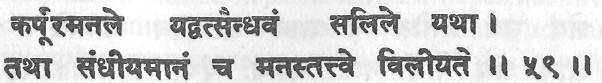 कर्पूरमनले यद्वत्सैन्धवं सलिले यथा ।
तथा संधीयमानं च मनस्तत्त्वे विलीयते ।। ५९ ।।